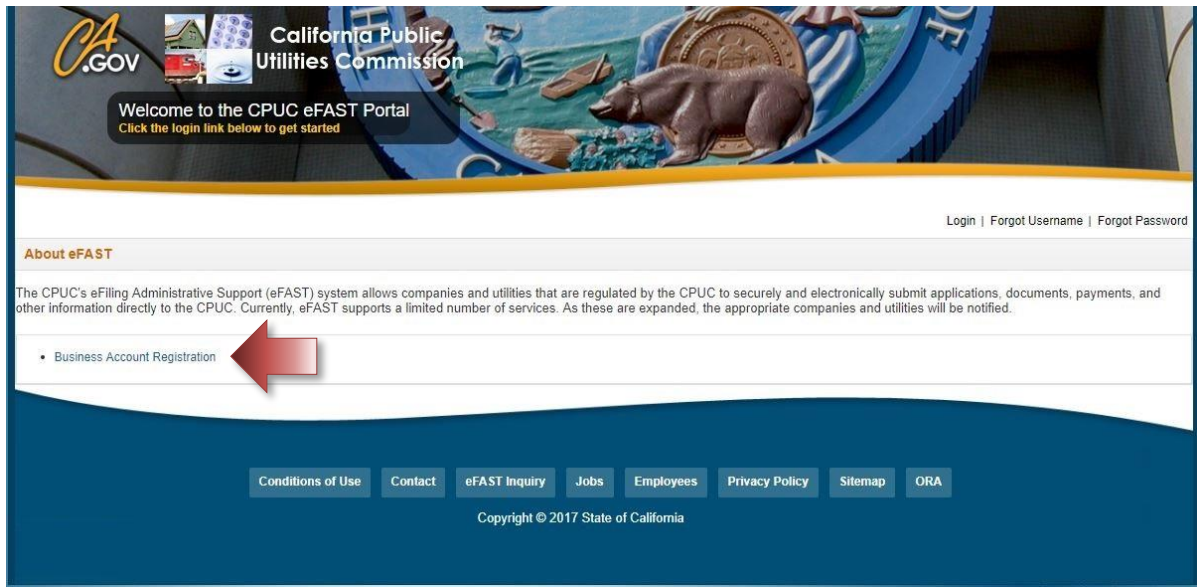 CA
.GOV
California Public
Utilities Commission
Welcome to the CPUC eFAST Portal
Click the login link below to get started
Login | Forgot Username | Forgot Password
About eFAST
The CPUC's eFiling Administrative Support (eFAST) system allows companies and utilities that are regulated by the CPUC to securely and electronically submit applications, documents, payments, and
other information directly to the CPUC. Currently, eFAST supports a limited number of services. As these are expanded, the appropriate companies and utilities will be notified.
• Business Account Registration
Conditions of Use Contact eFAST Inquiry Jobs Employees Privacy Policy Sitemap ORA
Copyright © 2017 State of California